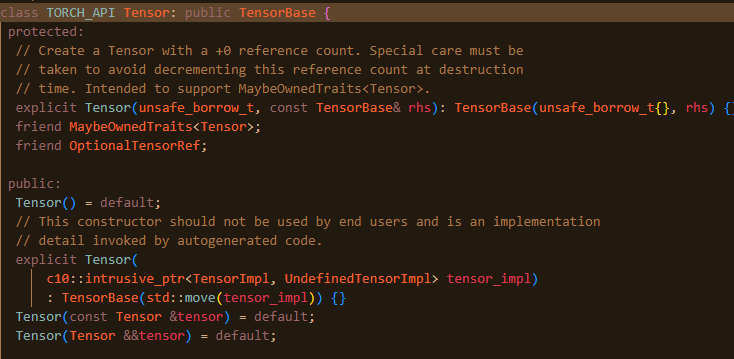 class TORCH_API Tensor: public TensorBase {
protected:
// Create a Tensor with a +0 reference count. Special care must be
// taken to avoid decrementing this reference count at destruction
// time. Intended to support MaybeOwnedTraits<Tensor>.
explicit Tensor(unsafe_borrow_t, const TensorBase& rhs): TensorBase(unsafe_borrow_t{}, rhs) {
friend MaybeOwnedTraits<Tensor>;
friend OptionalTensorRef;
public:
Tensor() = default;
// This constructor should not be used by end users and is an implementation
// detail invoked by autogenerated code.
explicit Tensor(
c10::intrusive_ptr<TensorImpl, UndefinedTensorImpl> tensor_impl)
: TensorBase(std::move(tensor_impl)) {}
Tensor(const Tensor &tensor) = default;
Tensor(Tensor &&tensor) = default;